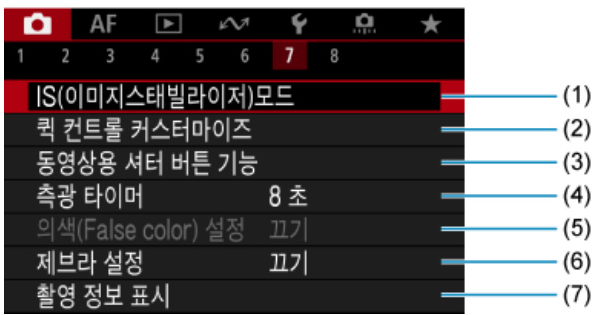 AF
1 2 3 4 5 6 7 8
IS(이미지스태빌라이저)모드 (1)
퀵 컨트롤 커스터마이즈 (2)
동영상용 셔터 버튼 기능 (3)
측광 타이머 8 초 (4)
의색(False color) 설정 끄기 (5)
제브라 설정 끄기 (6)
촬영 정보 표시 (7)